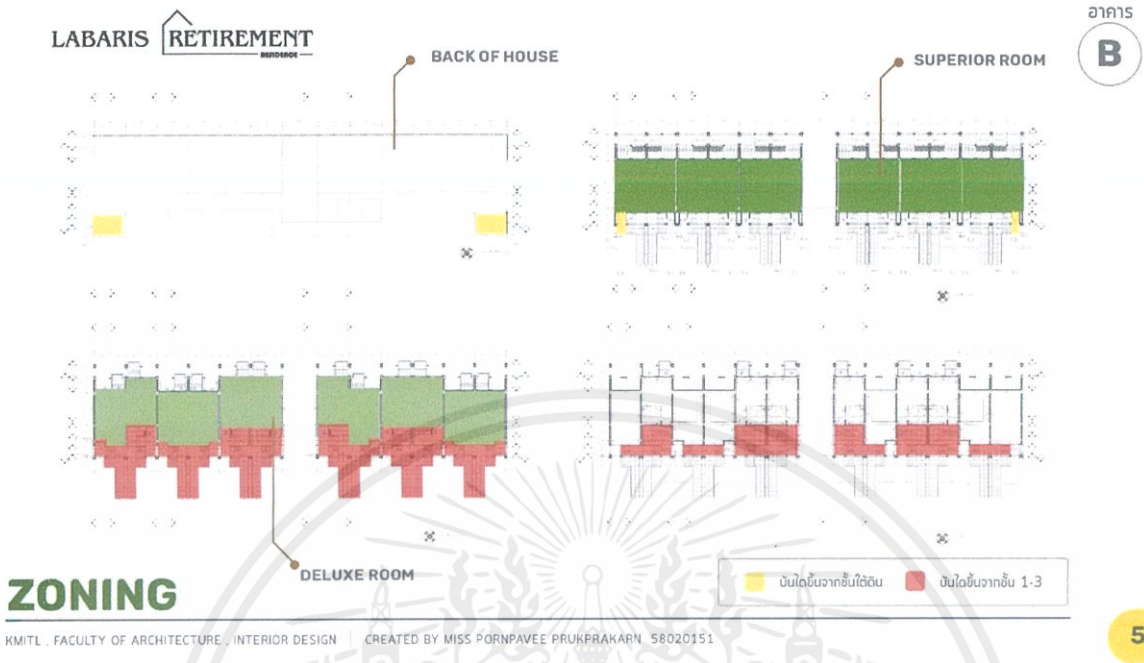 อาคาร
B
LABARIS RETIREMENT
RESIDENCE
BACK OF HOUSE
SUPERIOR ROOM
DELUXE ROOM
บันไดขึ้นจากชั้นใต้ดิน
บันไดขึ้นจากชั้น 1-3
ZONING
KMITL , FACULTY OF ARCHITECTURE , INTERIOR DESIGN | CREATED BY MISS PORNPAVEE PRUKPRAKARN 58020151
5